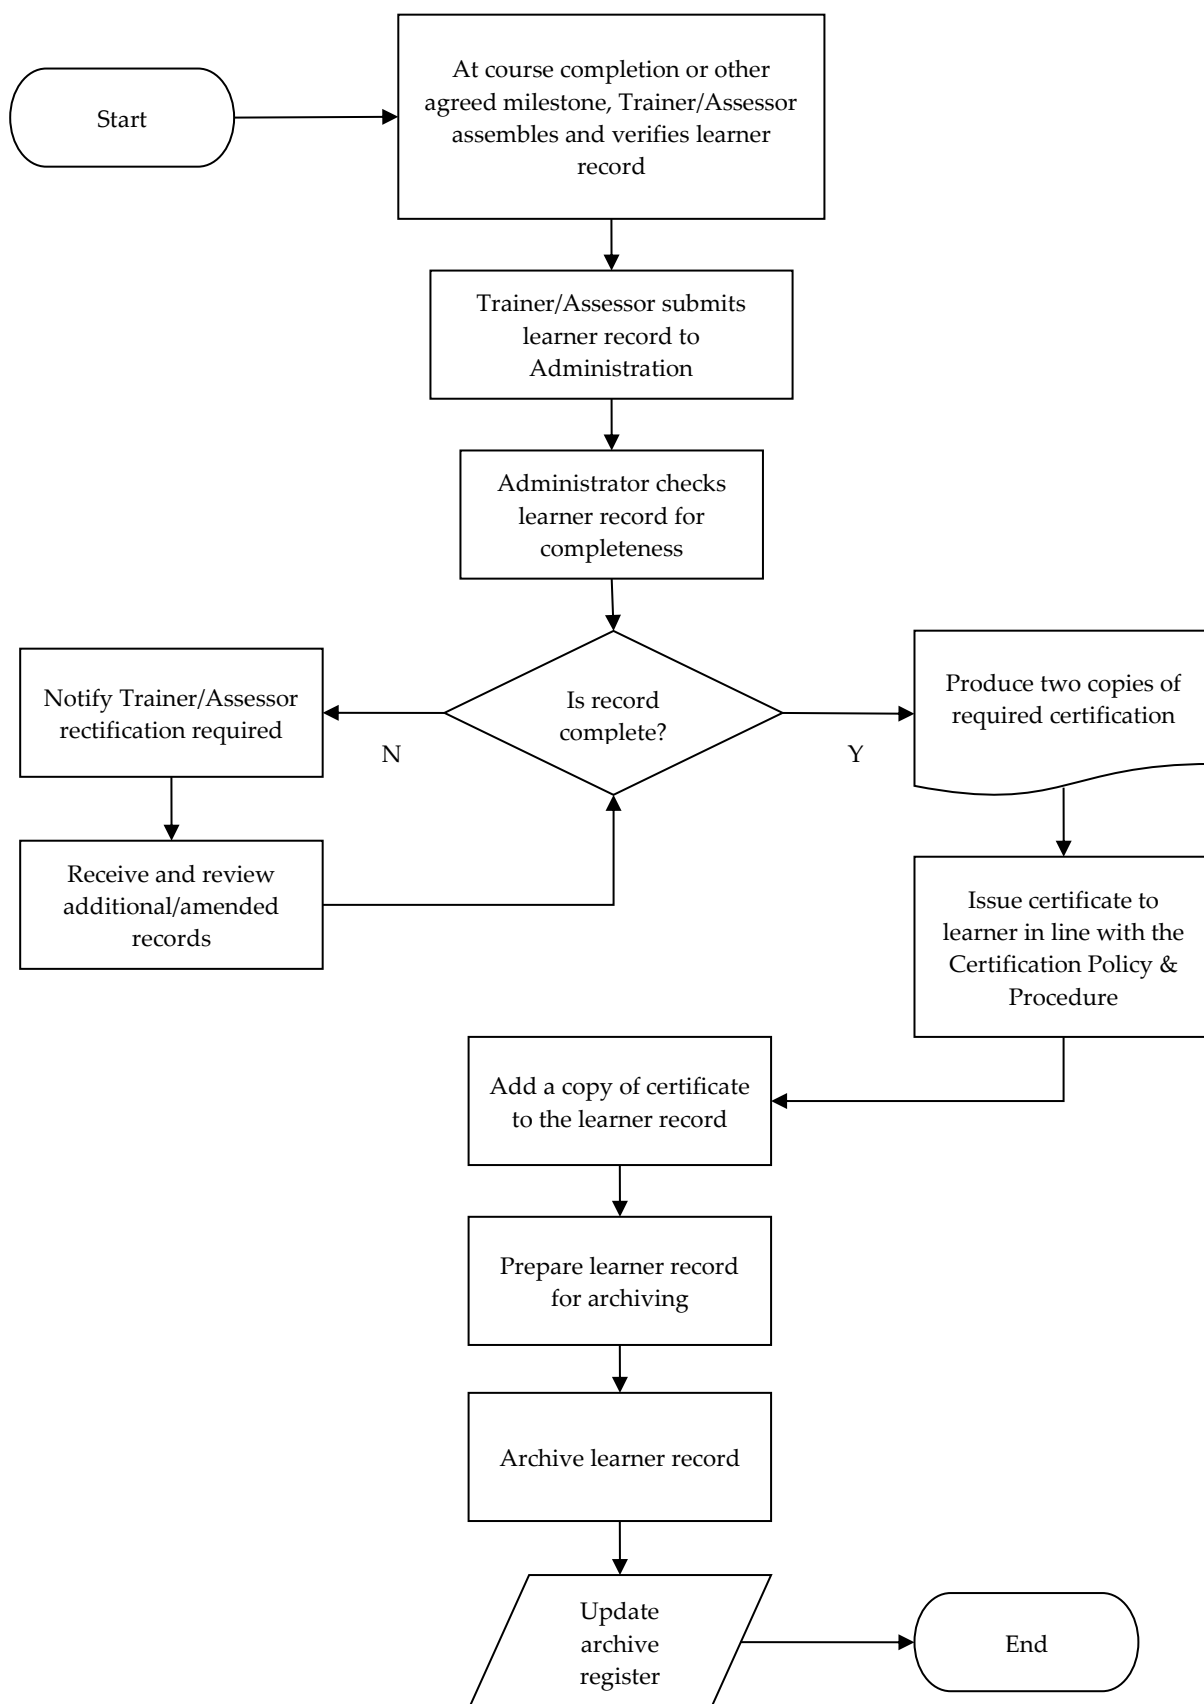 Start
At course completion or other
agreed milestone, Trainer/Assessor
assembles and verifies learner
record
Trainer/Assessor submits
learner record to
Administration
Administrator checks
learner record for
completeness
Is record
complete?
N
Y
Notify Trainer/Assessor
rectification required
Receive and review
additional/amended
records
Produce two copies of
required certification
Issue certificate to
learner in line with the
Certification Policy &
Procedure
Add a copy of certificate
to the learner record
Prepare learner record
for archiving
Archive learner record
Update
archive
register
End